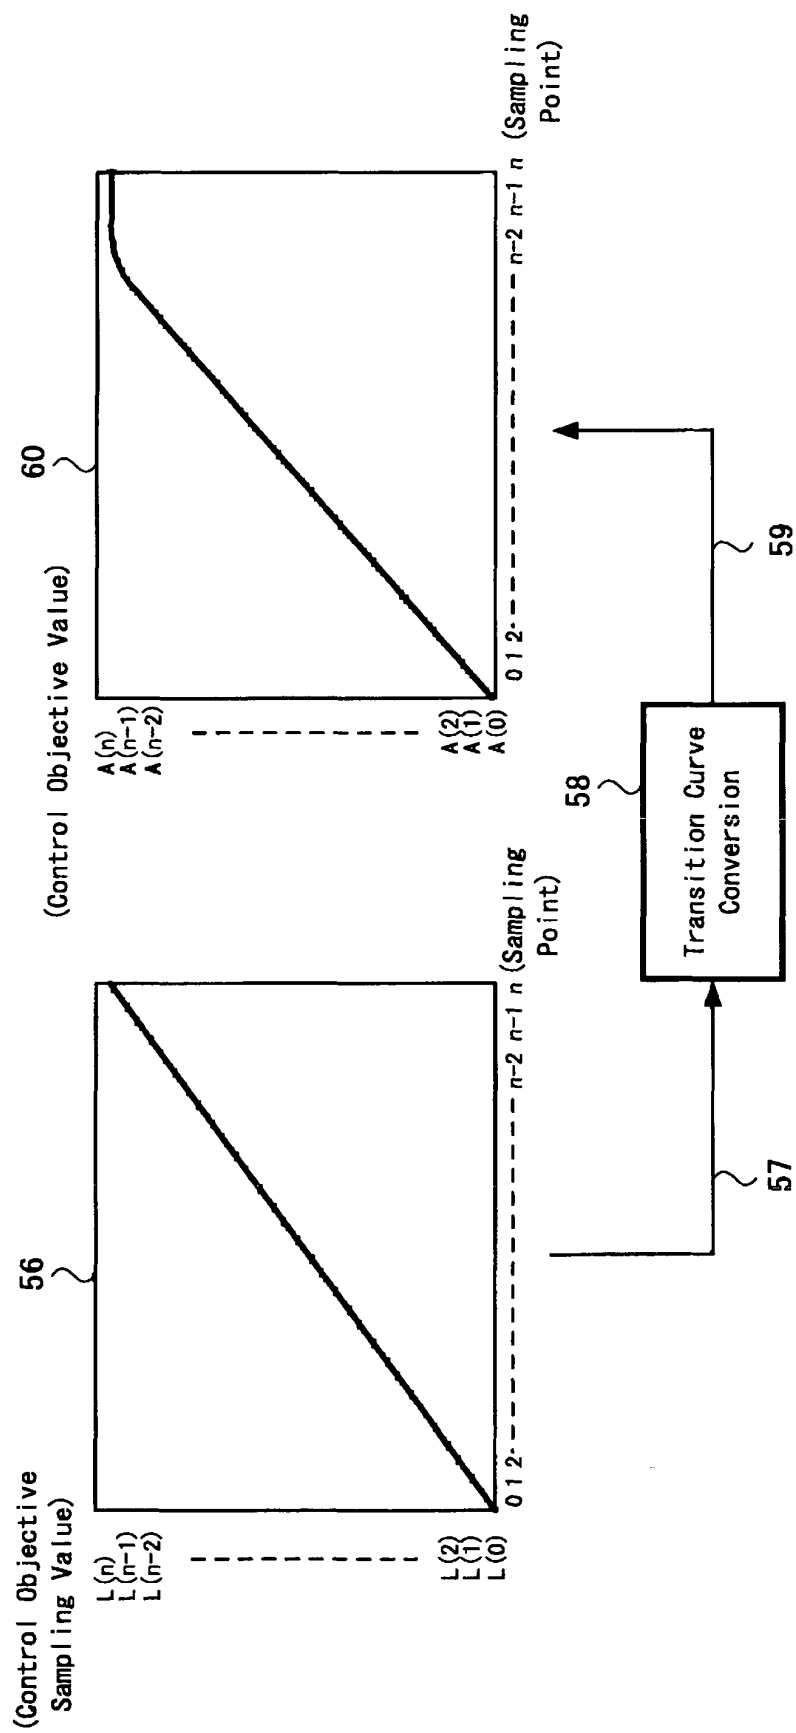 (Control Objective
Sampling Value)
56
L(n)
L(n-1)
L(n-2)
L(2)
L(1)
L(0)
0 1 2 n-2 n-1 n (Sampling
Point)
57
Transition Curve
Conversion
58
59
(Control Objective Value)
60
A(n)
A(n-1)
A(n-2)
A(2)
A(1)
A(0)
0 1 2 n-2 n-1 n (Sampling
Point)